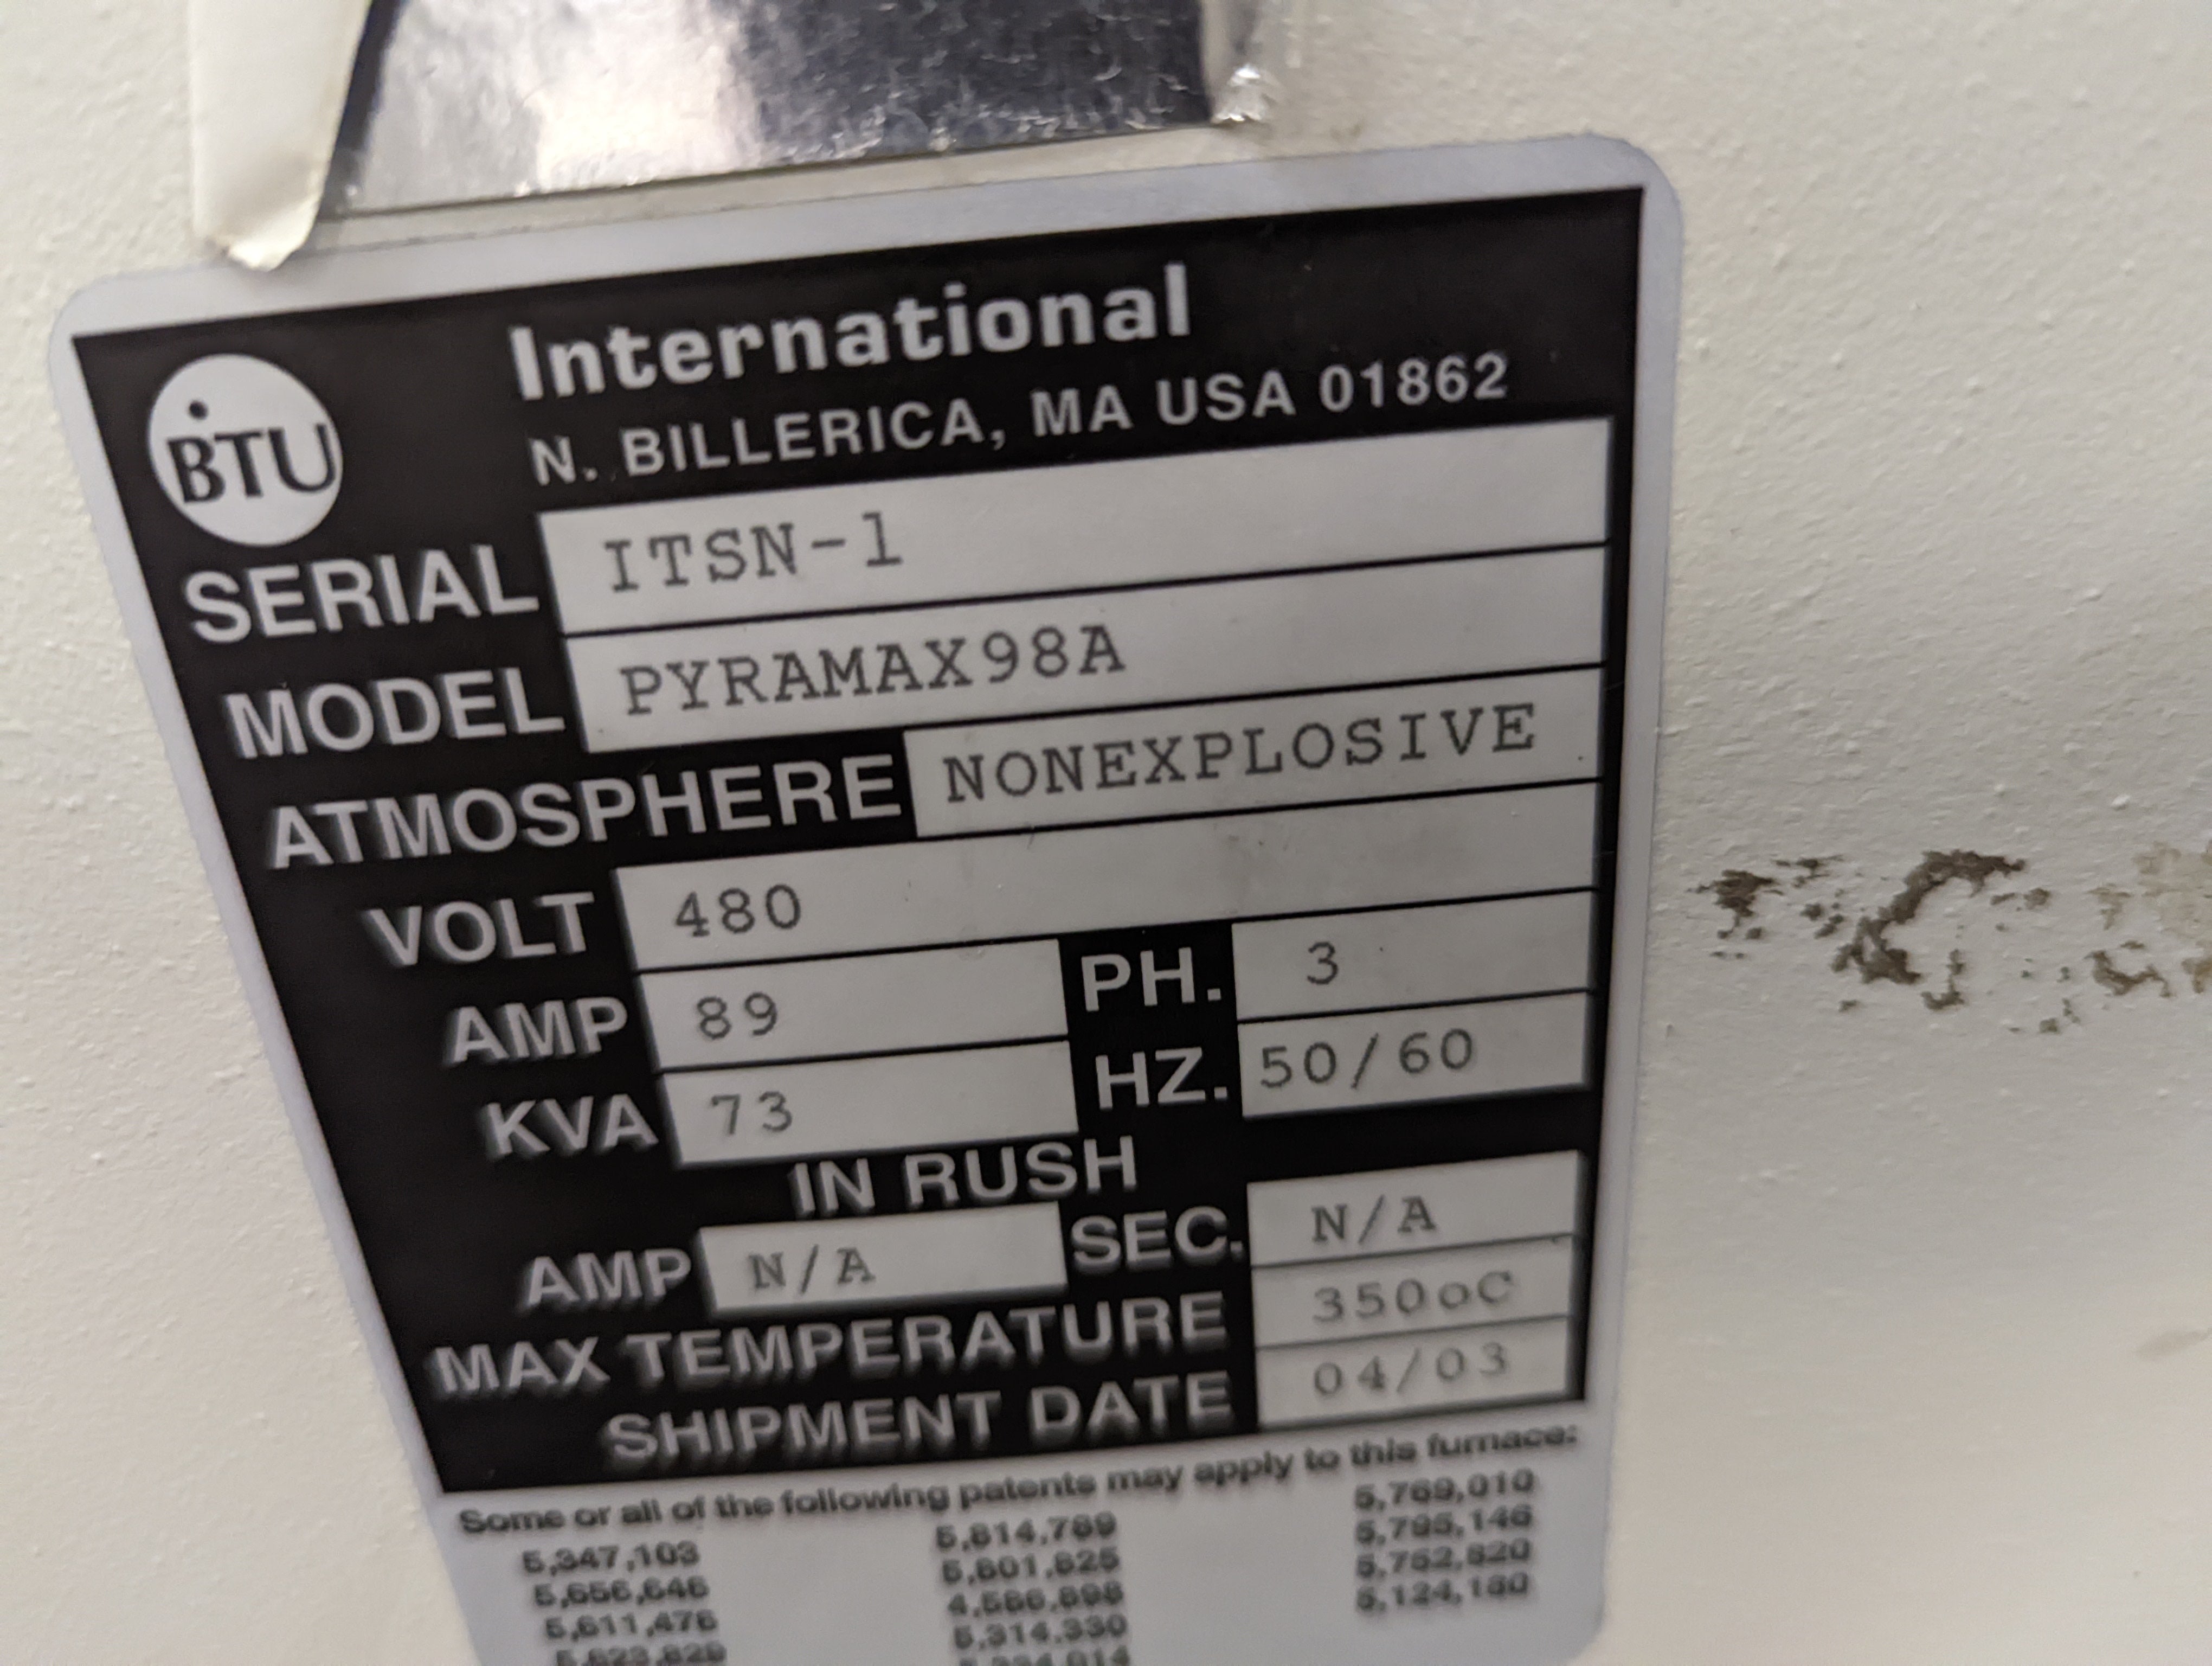 BTU
International
N. BILLERICA, MA USA 01862
SERIAL ITSN-1
MODEL PYRAMAX98A
ATMOSPHERE NONEXPLOSIVE
VOLT 480
AMP 89 PH. 3
KVA 73 HZ. 50/60
IN RUSH
AMP N/A SEC. N/A
MAX TEMPERATURE 350oC
SHIPMENT DATE 04/03
Some or all of the following patents may apply to this furnace:
5,347,103 5,814,789 5,769,010
5,656,646 5,601,825 5,795,146
5,611,476 4,586,898 5,762,820
5,314,330 5,124,160